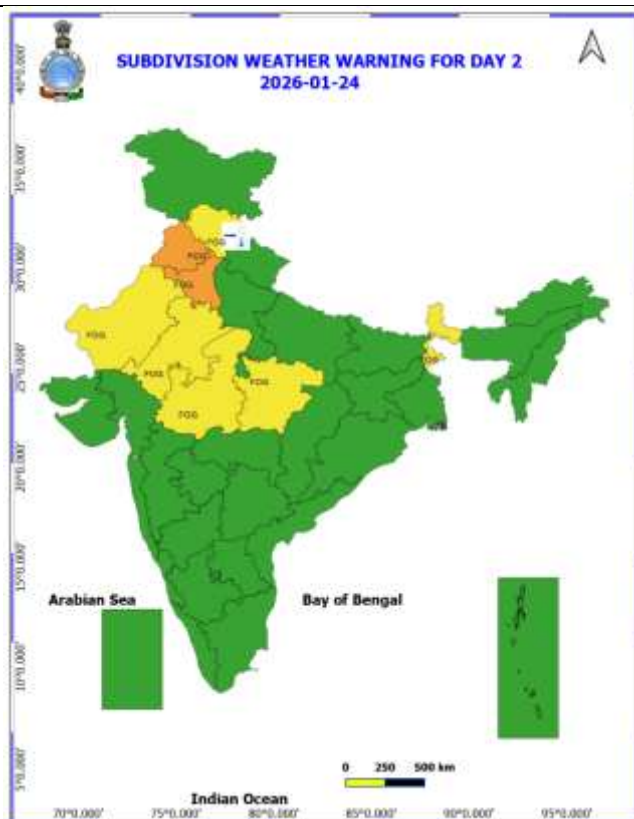 SUBDIVISION WEATHER WARNING FOR DAY 2
2026-01-24
40°0.000'
35°0.000'
30°0.000'
25°0.000'
20°0.000'
15°0.000'
10°0.000'
5°0.000'
FOG
FOG
FOG
FOG
FOG
FOG
FOG
Arabian Sea
Bay of Bengal
0 250 500 km
Indian Ocean
70°0.000' 75°0.000' 80°0.000' 85°0.000' 90°0.000' 95°0.000'